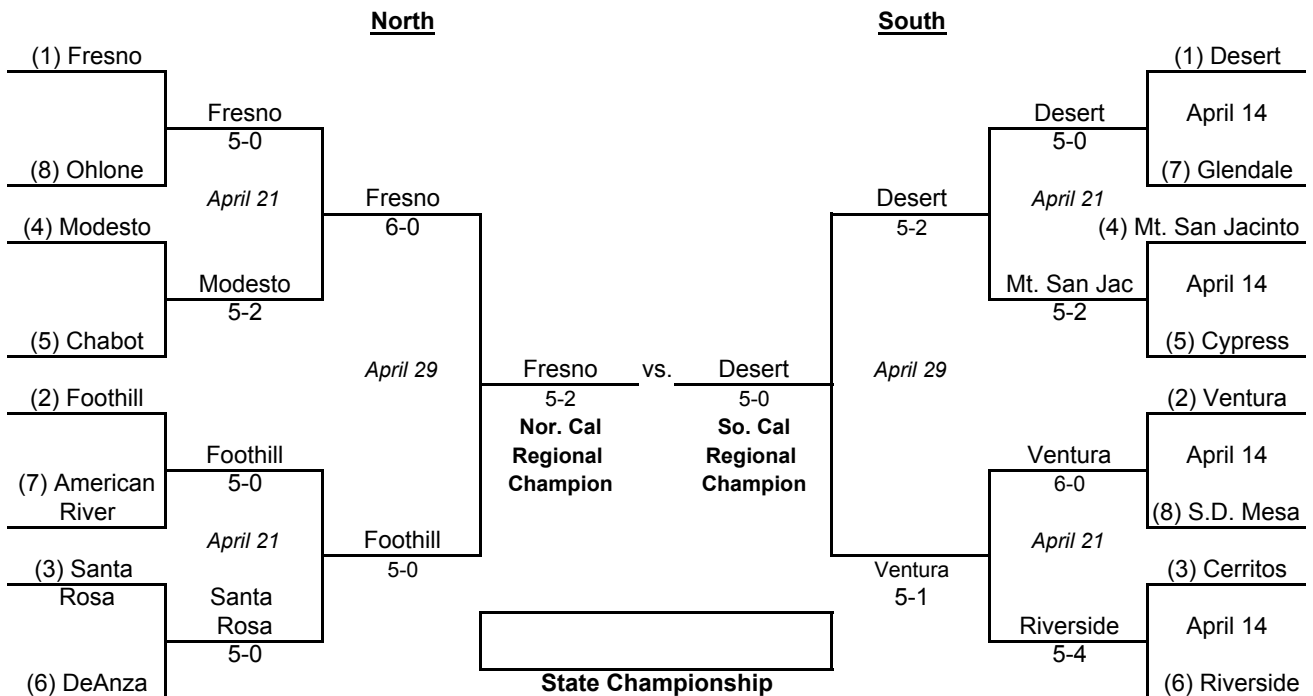 North South
(1) Fresno (1) Desert
Fresno Desert April 14
5-0 5-0
(8) Ohlone (7) Glendale
April 21 Fresno Desert April 21
6-0 5-2
(4) Modesto (4) Mt. San Jacinto
Modesto Mt. San Jac April 14
5-2 5-2
(5) Chabot (5) Cypress
April 29 Fresno vs. Desert April 29
5-2 5-0
(2) Foothill Nor. Cal So. Cal (2) Ventura
Foothill Regional Regional Ventura April 14
5-0 Champion Champion 6-0
(7) American
River (8) S.D. Mesa
April 21 Foothill April 21
5-0
(3) Santa Ventura (3) Cerritos
Rosa Santa 5-1
Rosa Riverside April 14
5-0 5-4
(6) DeAnza State Championship (6) Riverside